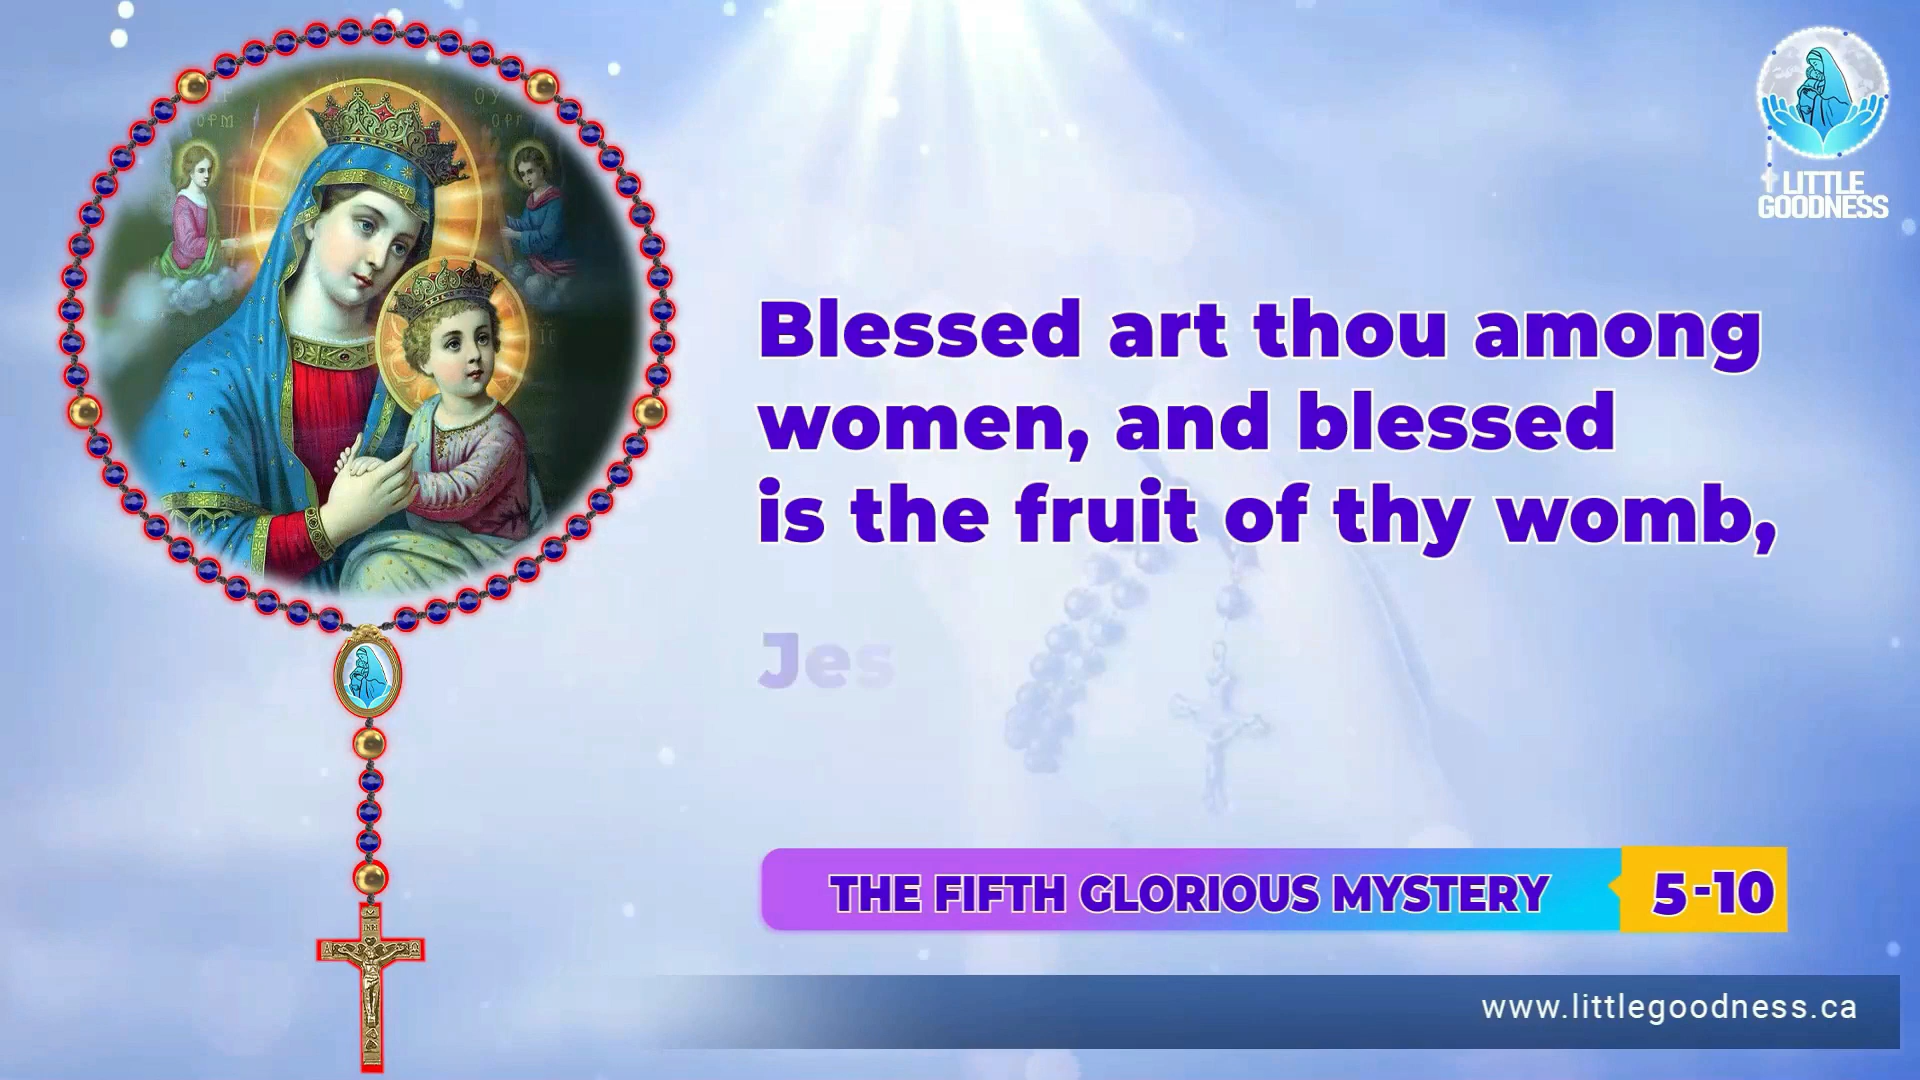 LITTLE
GOODNESS
Blessed art thou among
women, and blessed
is the fruit of thy womb,
Jes
THE FIFTH GLORIOUS MYSTERY 5-10
www.littlegoodness.ca